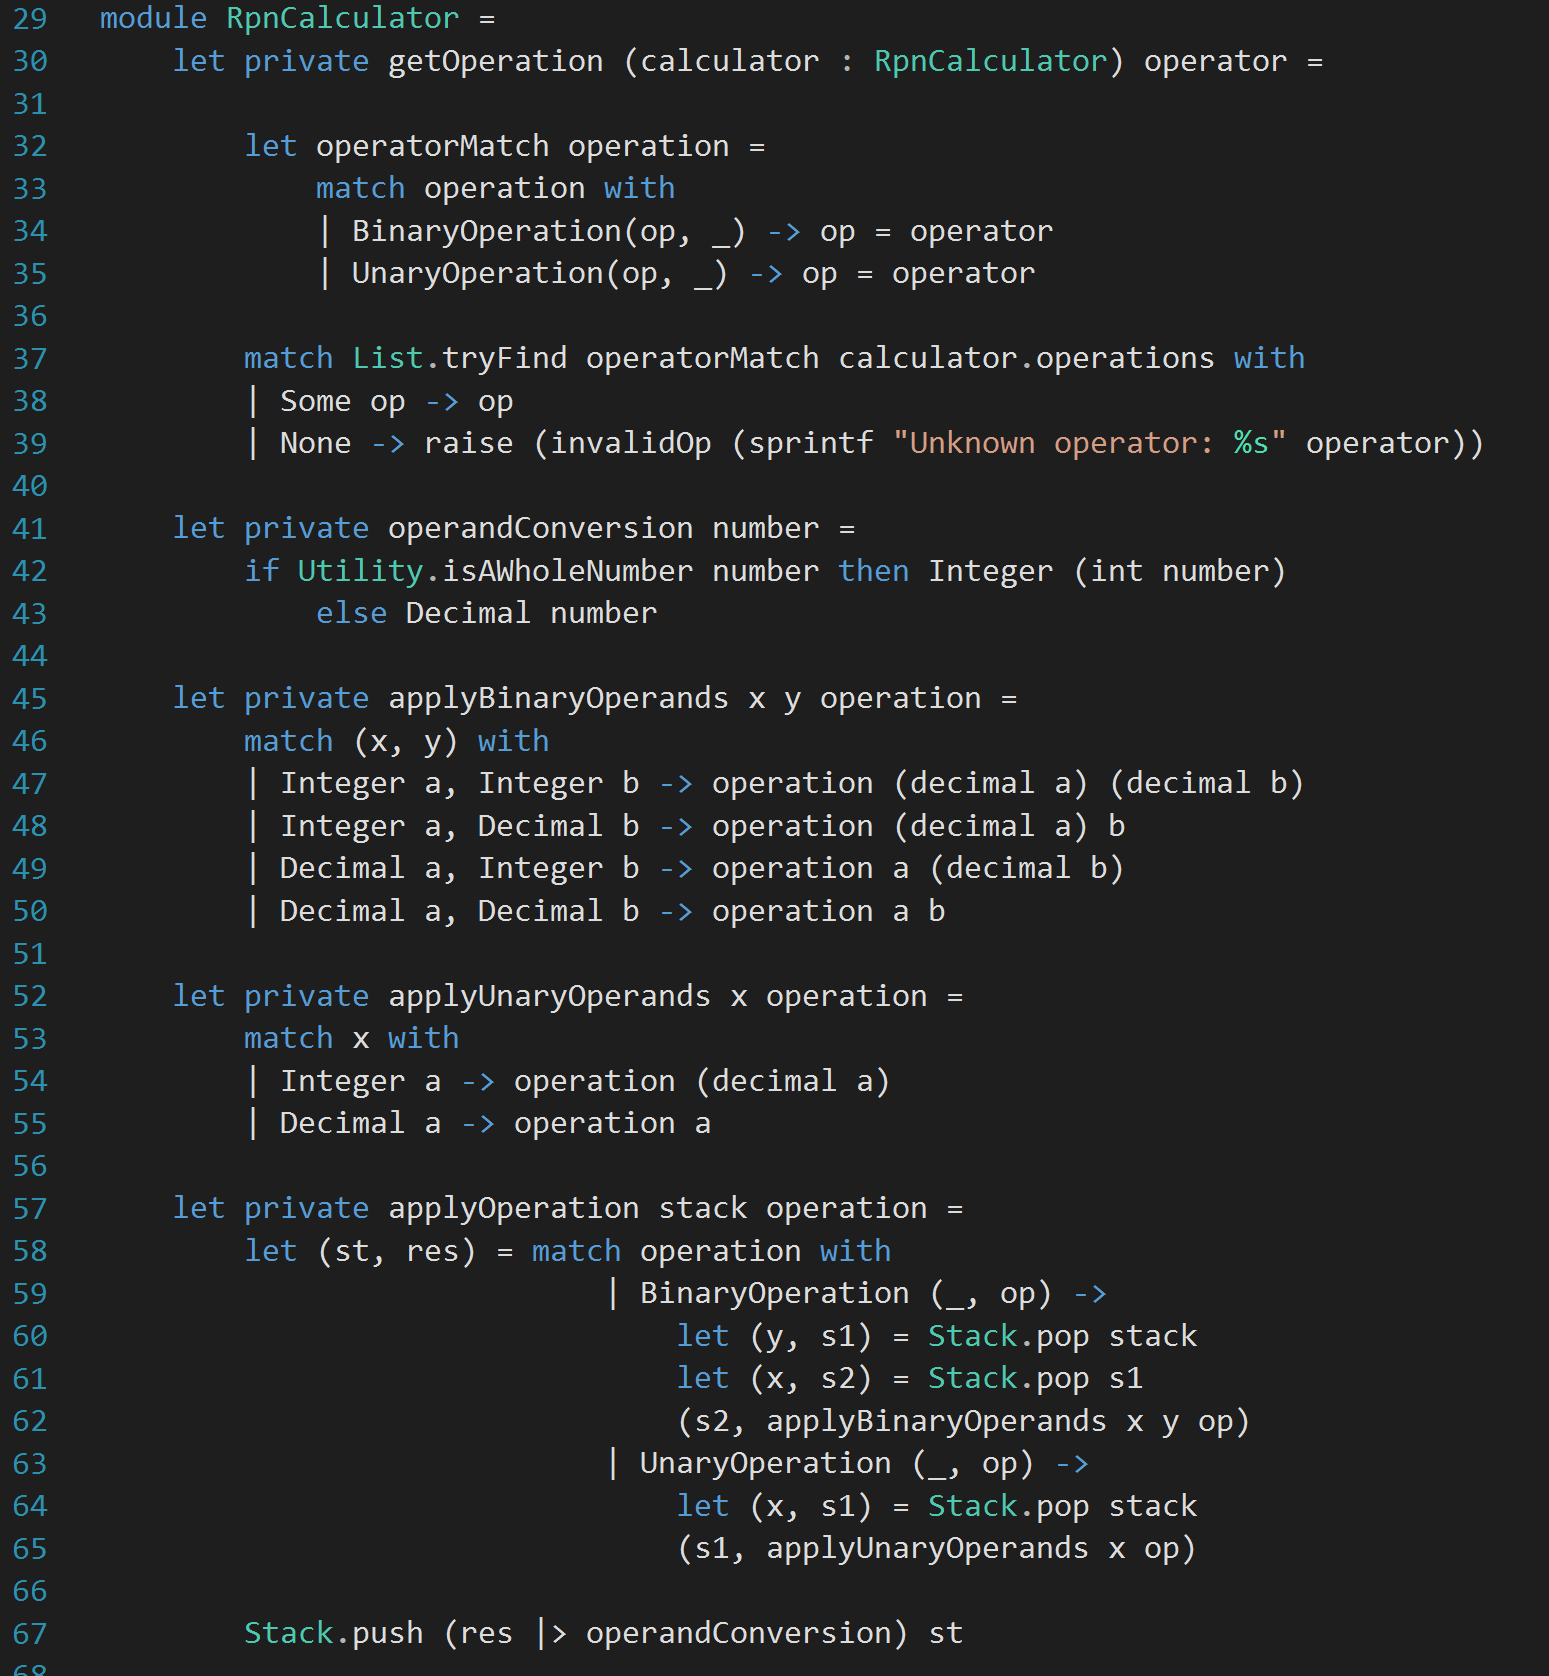 29 module RpnCalculator =
30     let private getOperation (calculator : RpnCalculator) operator =
31
32         let operatorMatch operation =
33             match operation with
34             | BinaryOperation(op, _) -> op = operator
35             | UnaryOperation(op, _) -> op = operator
36
37         match List.tryFind operatorMatch calculator.operations with
38         | Some op -> op
39         | None -> raise (invalidOp (sprintf "Unknown operator: %s" operator))
40
41     let private operandConversion number =
42         if Utility.isAWholeNumber number then Integer (int number)
43             else Decimal number
44
45     let private applyBinaryOperands x y operation =
46         match (x, y) with
47         | Integer a, Integer b -> operation (decimal a) (decimal b)
48         | Integer a, Decimal b -> operation (decimal a) b
49         | Decimal a, Integer b -> operation a (decimal b)
50         | Decimal a, Decimal b -> operation a b
51
52     let private applyUnaryOperands x operation =
53         match x with
54         | Integer a -> operation (decimal a)
55         | Decimal a -> operation a
56
57     let private applyOperation stack operation =
58         let (st, res) = match operation with
59                             | BinaryOperation (_, op) ->
60                                 let (y, s1) = Stack.pop stack
61                                 let (x, s2) = Stack.pop s1
62                                 (s2, applyBinaryOperands x y op)
63                             | UnaryOperation (_, op) ->
64                                 let (x, s1) = Stack.pop stack
65                                 (s1, applyUnaryOperands x op)
66
67         Stack.push (res |> operandConversion) st
68